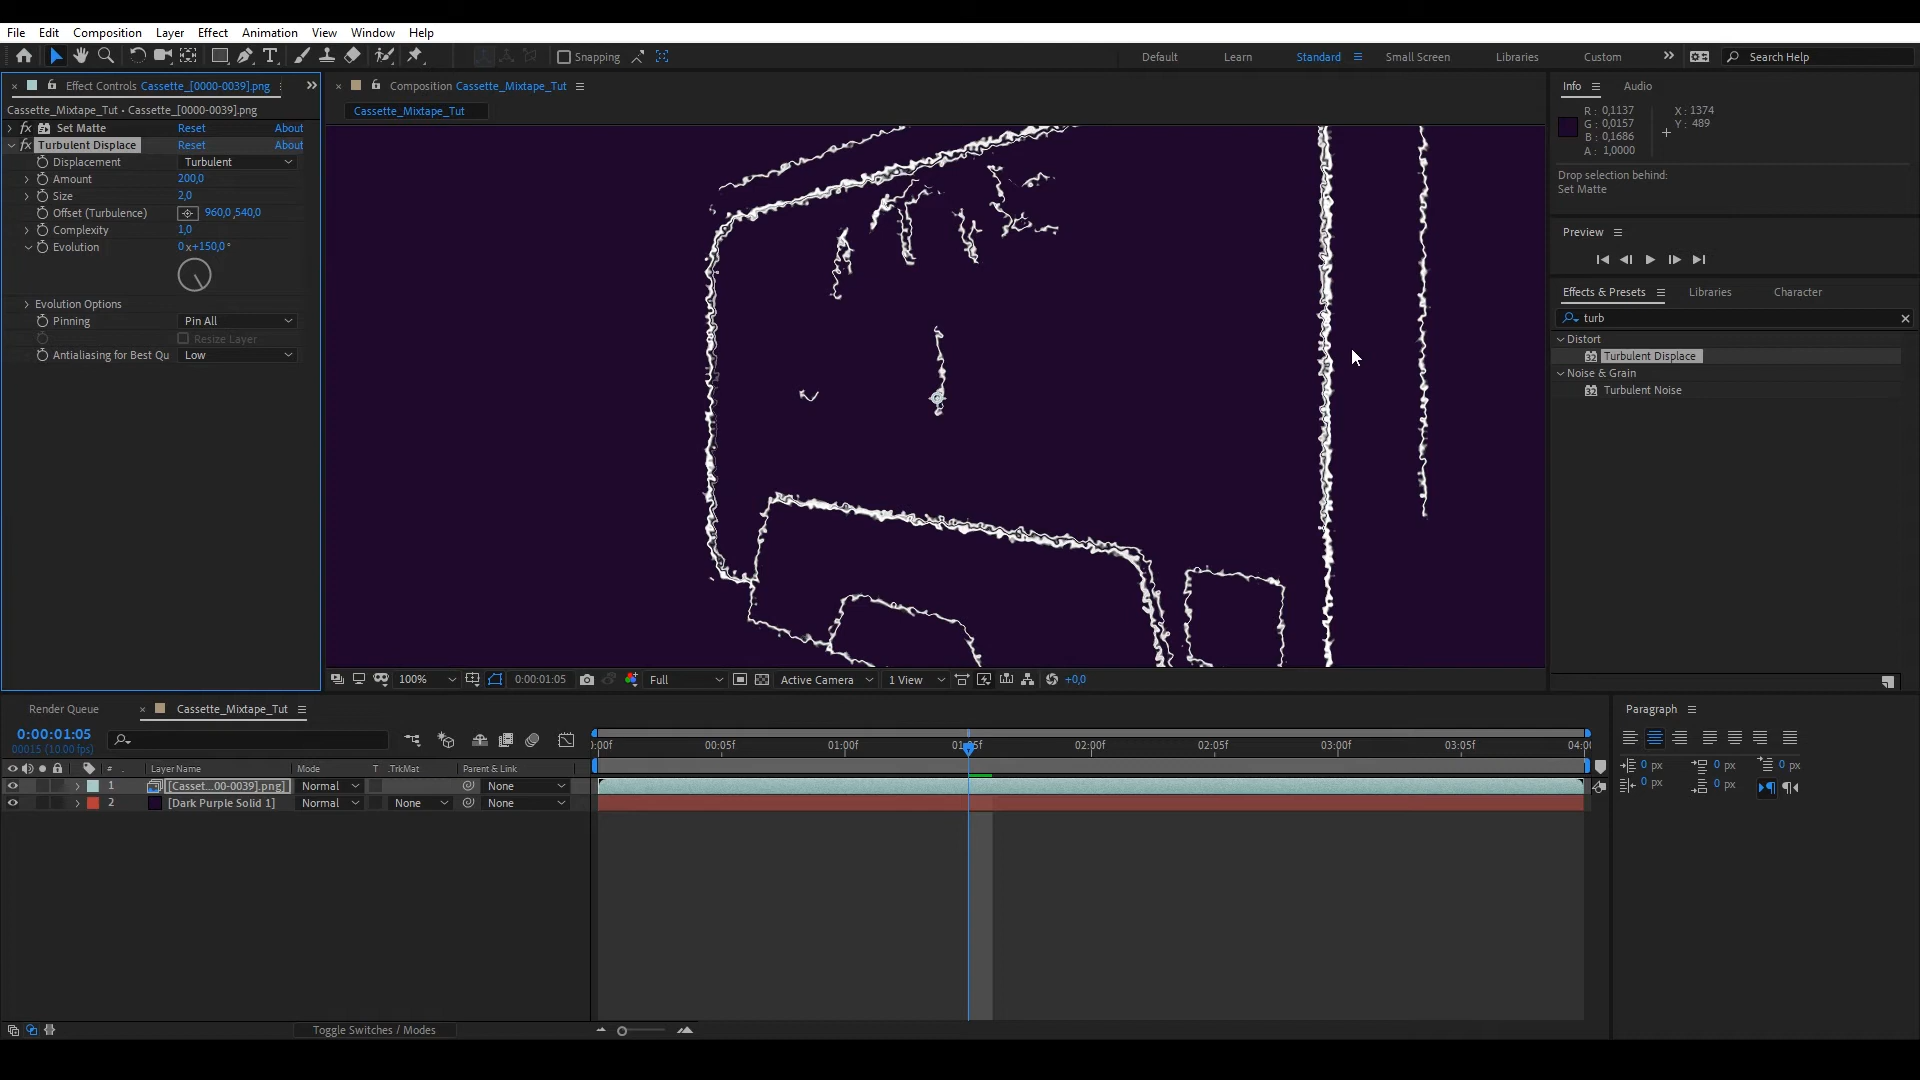 File Edit Composition Layer Effect Animation View Window Help
Snapping
Default Learn Standard Small Screen Libraries Custom
Search Help
Effect Controls Cassette_[0000-0039].png
Cassette_Mixtape_Tut • Cassette_[0000-0039].png
fx Set Matte Reset About
fx Turbulent Displace Reset About
Displacement Turbulent
Amount 200,0
Size 2,0
Offset (Turbulence) 960,0,540,0
Complexity 1,0
Evolution 0x+150,0°
Evolution Options
Pinning Pin All
Resize Layer
Antialiasing for Best Qu Low
Composition Cassette_Mixtape_Tut
Cassette_Mixtape_Tut
100% 0:00:01:05 Full Active Camera 1 View +0,0
Info Audio
R: 0,1137
G: 0,0157
B: 0,1686
A: 1,0000
X: 1374
Y: 489
Drop selection behind:
Set Matte
Preview
Effects & Presets Libraries Character
turb
Distort
Turbulent Displace
Noise & Grain
Turbulent Noise
Render Queue Cassette_Mixtape_Tut
0:00:01:05
00015 (10.00 fps)
# Layer Name Mode T .TrkMat Parent & Link
1 [Casset...00-0039].png] Normal None
2 [Dark Purple Solid 1] Normal None None
:00f 00:05f 01:00f 01:05f 02:00f 02:05f 03:00f 03:05f 04:0
Toggle Switches / Modes
Paragraph
0 px 0 px 0 px
0 px 0 px